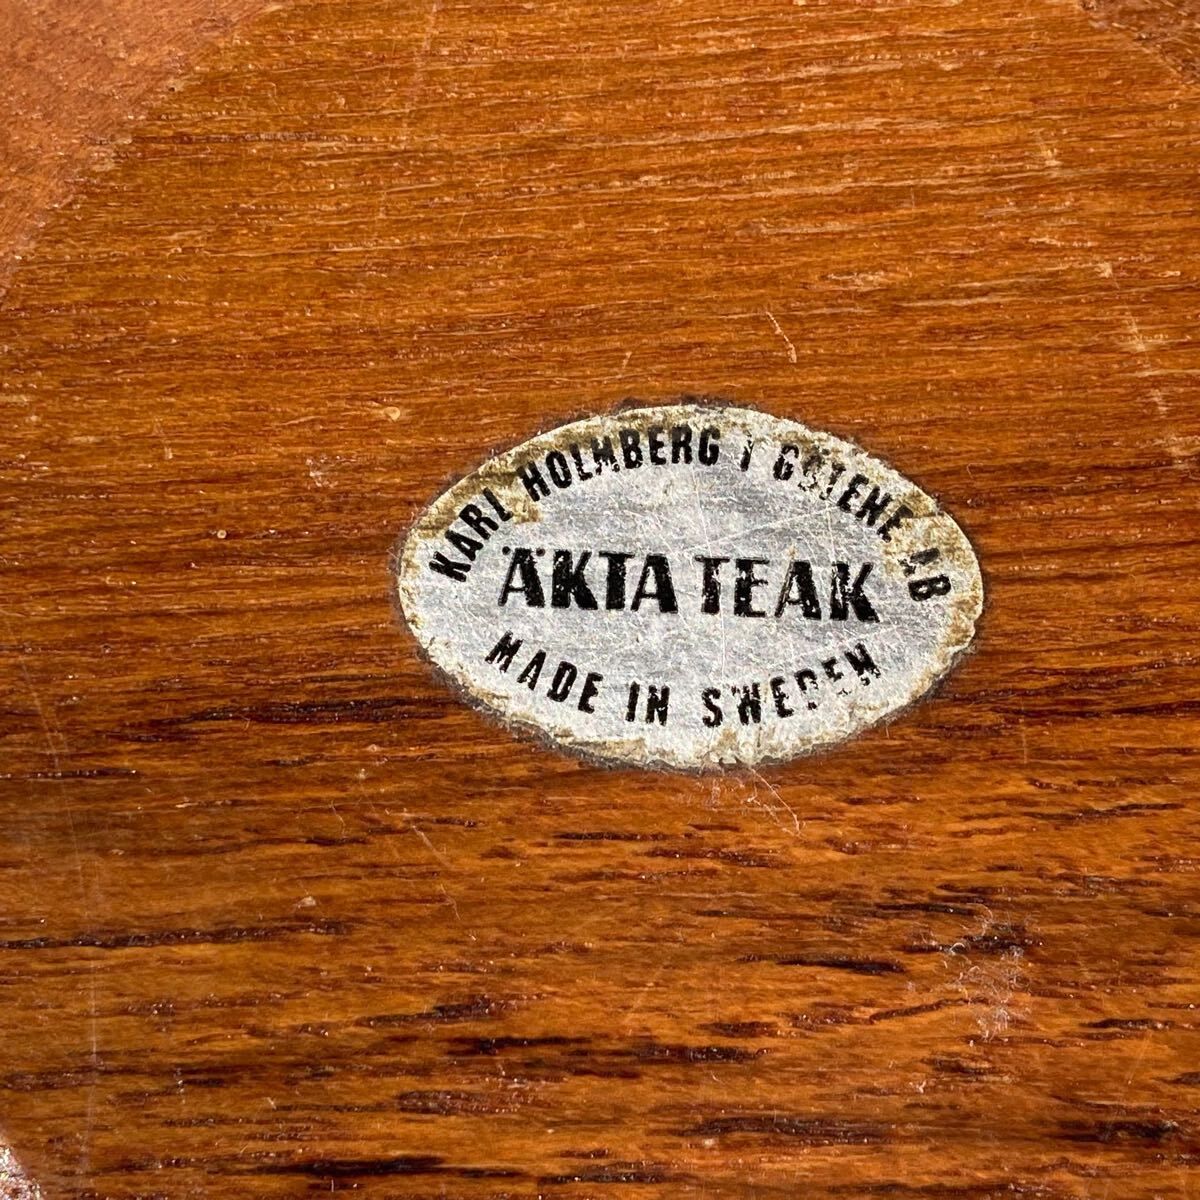 KARL HOLMBERG I GÖTENE AB
ÄKTA TEAK
MADE IN SWEDEN